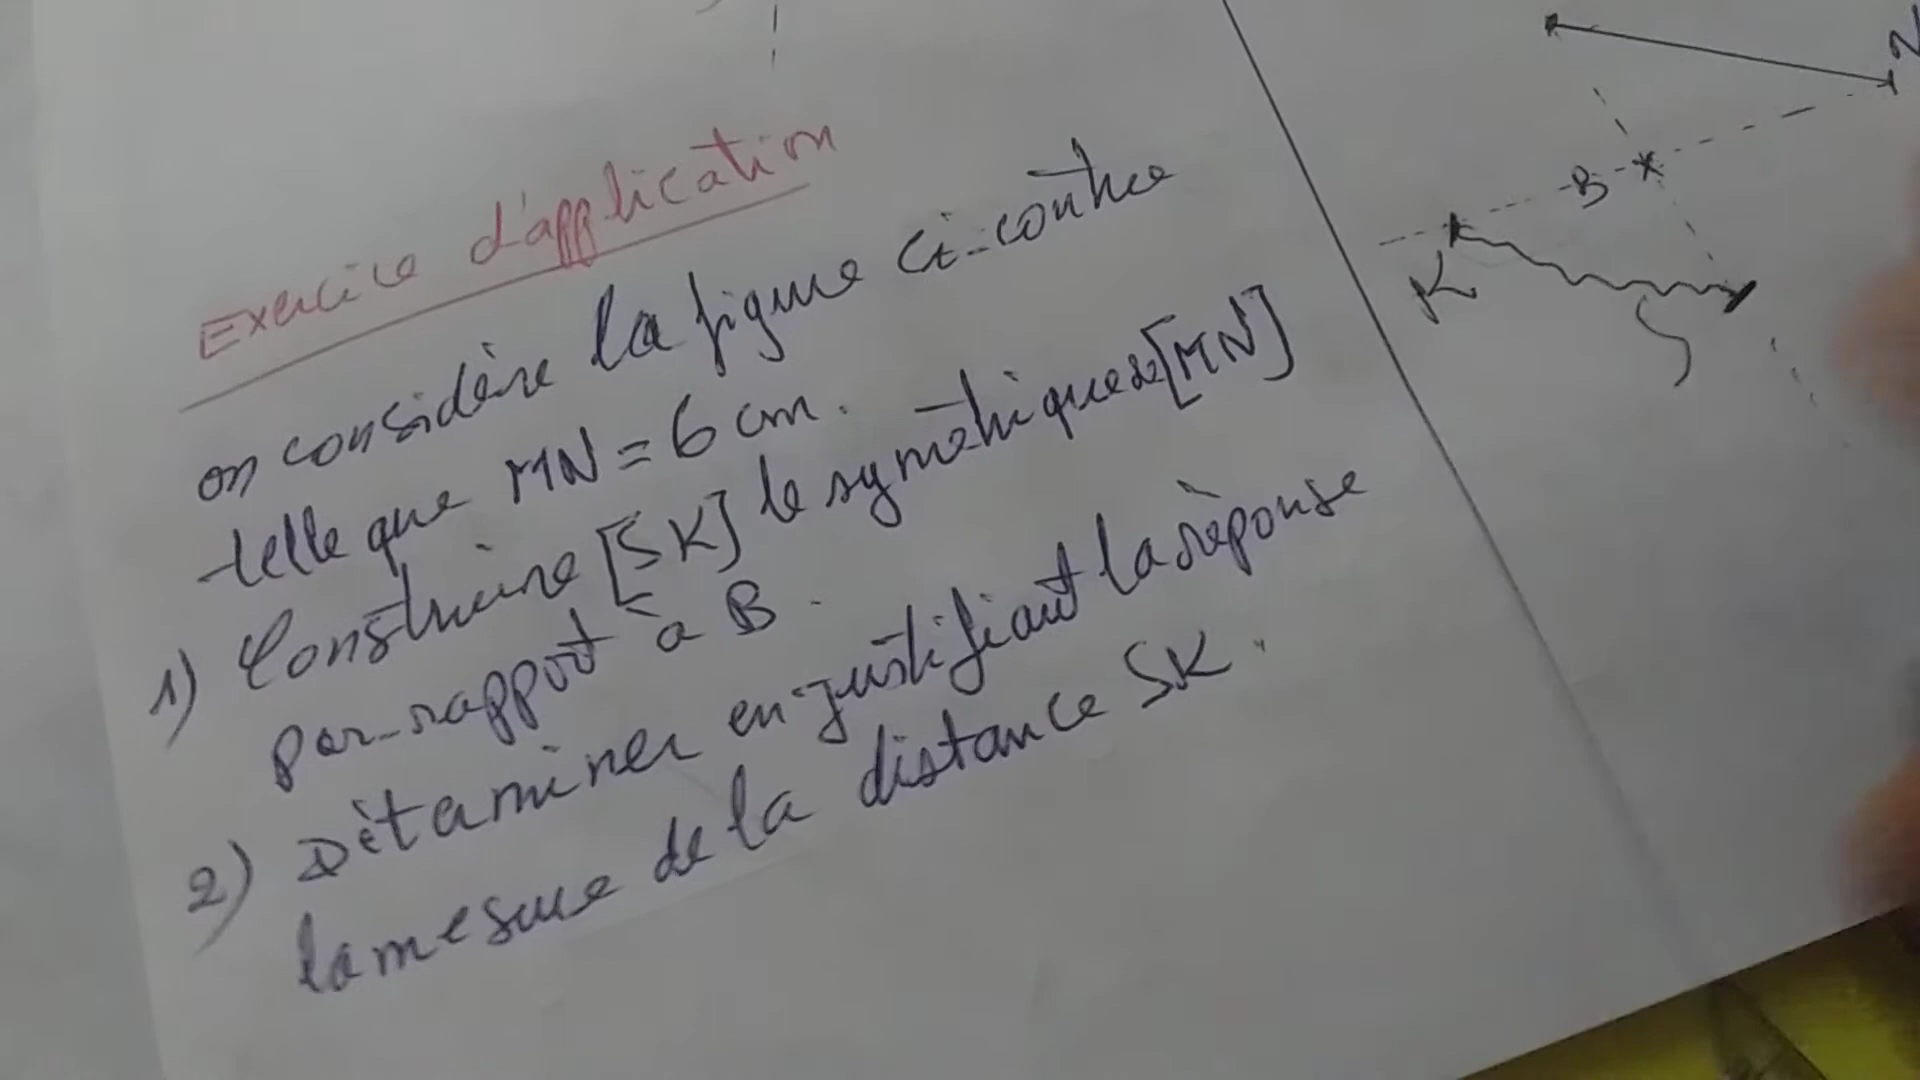 Exercice d'application
on considère la figure ci-contre
telle que MN = 6 cm.
1) Construire [SK] le symétrique de [MN]
par-rapport à B.
2) Déterminer en justifiant la réponse
la mesure de la distance SK.
N
B
K
S